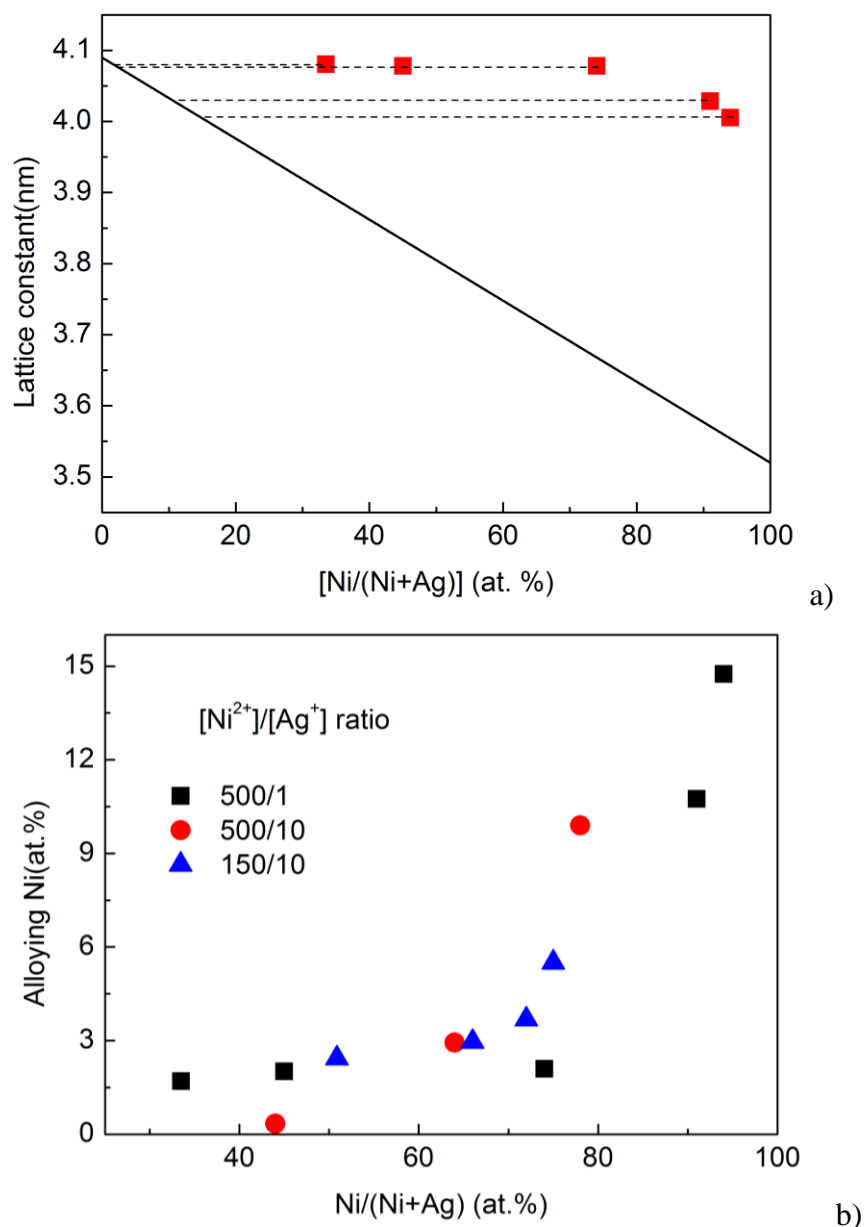 4.1
4.0
3.9
3.8
3.7
3.6
3.5
Lattice constant(nm)
0 20 40 60 80 100
[Ni/(Ni+Ag)] (at. %)
a)
15
12
9
6
3
0
Alloying Ni(at.%)
[Ni²⁺]/[Ag⁺] ratio
500/1
500/10
150/10
40 60 80 100
Ni/(Ni+Ag) (at.%)
b)